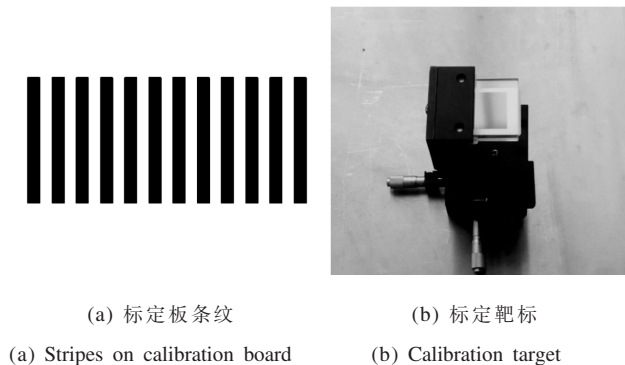 (a) 标定板条纹
(b) 标定靶标
(a) Stripes on calibration board
(b) Calibration target